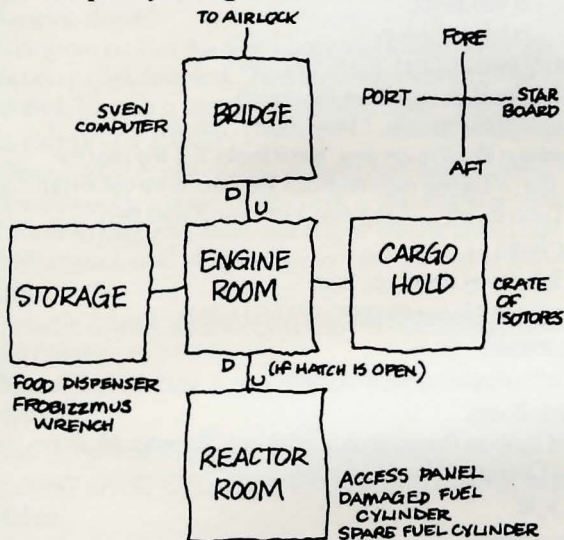 TO AIRLOCK
FORE
PORT
STAR
BOARD
AFT
SVEN
COMPUTER
BRIDGE
D
U
STORAGE
ENGINE
ROOM
CARGO
HOLD
CRATE
OF
ISOTOPES
D
U
(IF HATCH IS OPEN)
FOOD DISPENSER
FROBIZZMUS
WRENCH
REACTOR
ROOM
ACCESS PANEL
DAMAGED FUEL
CYLINDER
SPARE FUEL CYLINDER